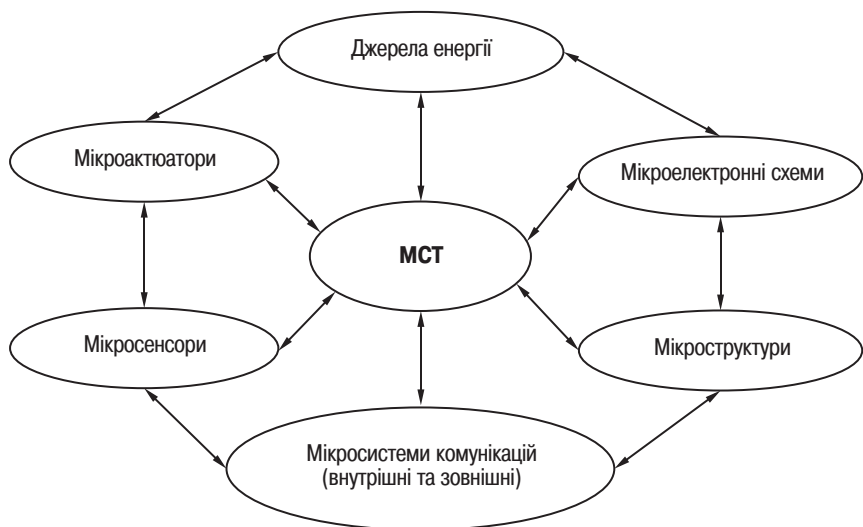 Джерела енергії
Мікроактюатори
Мікроелектронні схеми
МСТ
Мікросенсори
Мікроструктури
Мікросистеми комунікацій
(внутрішні та зовнішні)